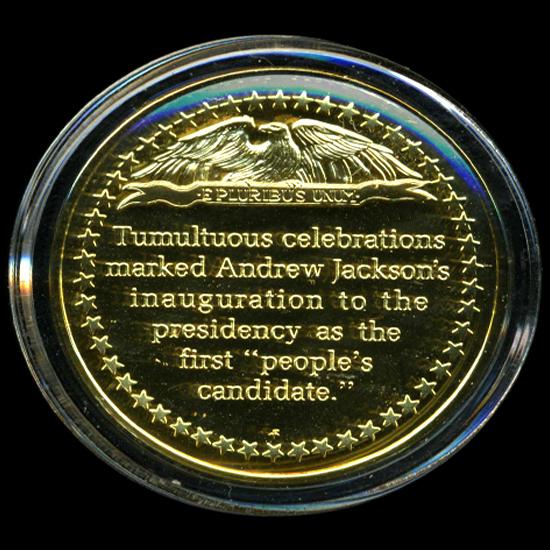 E PLURIBUS UNUM
Tumultuous celebrations
marked Andrew Jackson's
inauguration to the
presidency as the
first "people's
candidate."